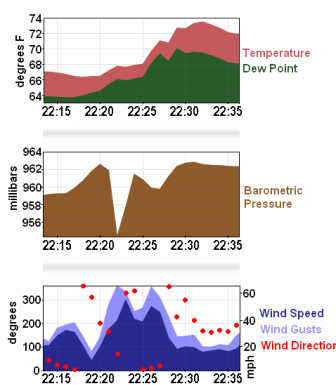 degrees F
74
72
70
68
66
64
22:15 22:20 22:25 22:30 22:35
Temperature
Dew Point
millibars
964
962
960
958
956
22:15 22:20 22:25 22:30 22:35
Barometric
Pressure
degrees
300
200
100
0
60
40
20
mph
22:15 22:20 22:25 22:30 22:35
Wind Speed
Wind Gusts
Wind Direction